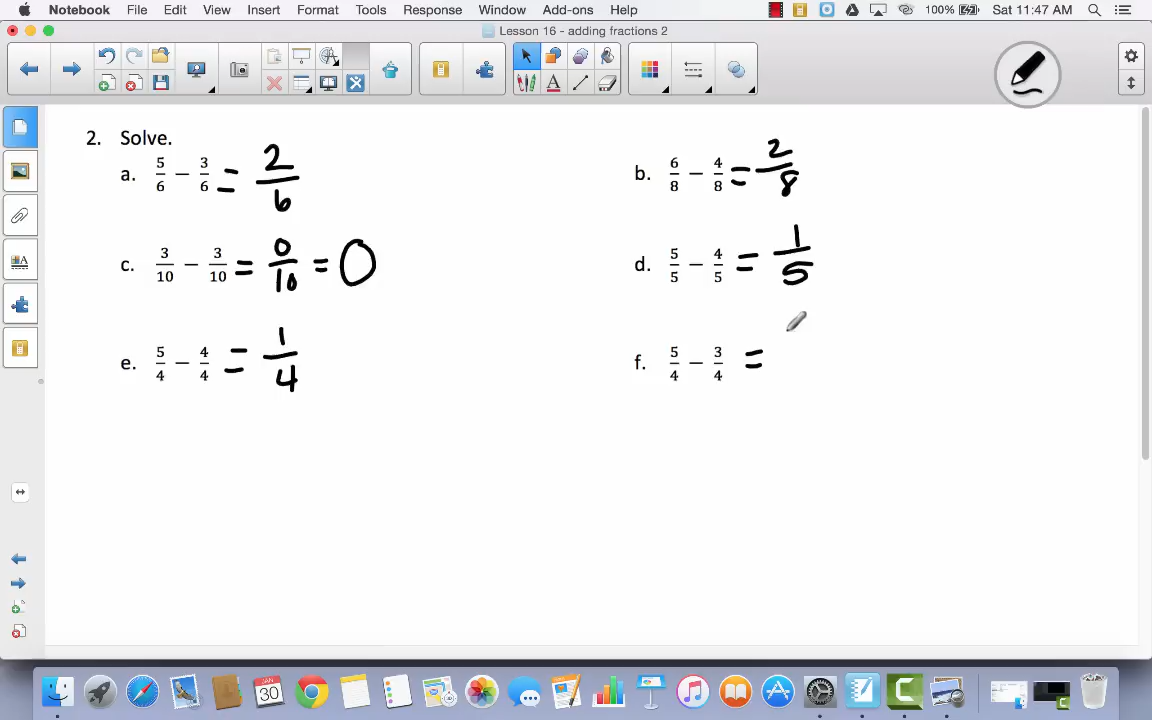 Notebook File Edit View Insert Format Tools Response Window Add-ons Help 100% Sat 11:47 AM
Lesson 16 - adding fractions 2
2. Solve.
a. 5/6 − 3/6 = 2/6
b. 6/8 − 4/8 = 2/8
c. 3/10 − 3/10 = 0/10 = 0
d. 5/5 − 4/5 = 1/5
e. 5/4 − 4/4 = 1/4
f. 5/4 − 3/4 =
JAN
30